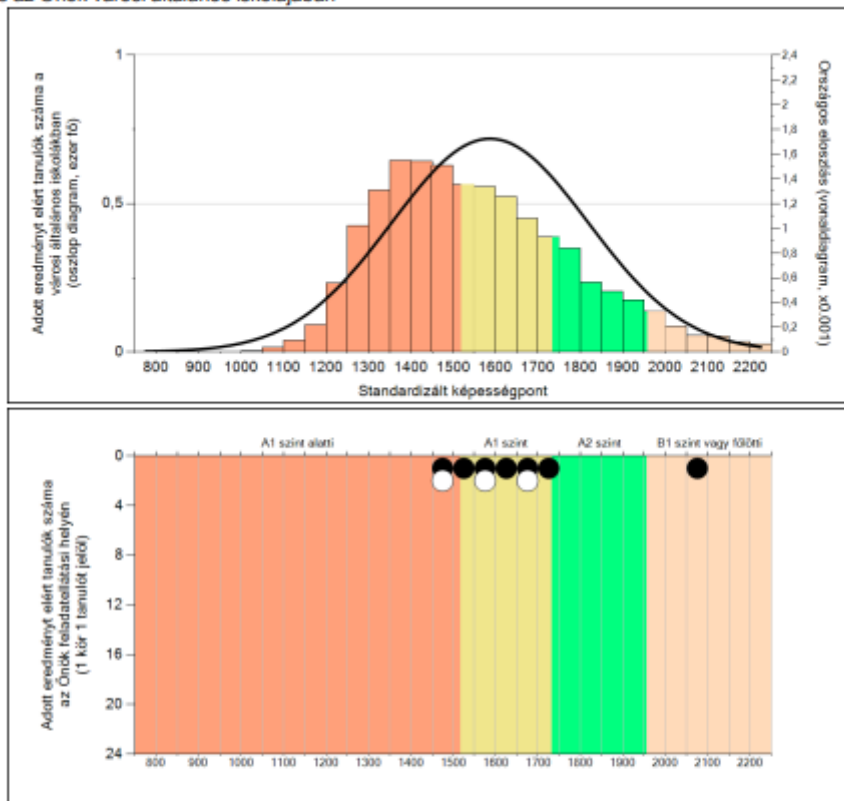 az Önök városi általános iskolájában
1
0,5
0
Adott eredményt elért tanulók száma a
városi általános iskolákban
(oszlop diagram, ezer fő)
2,4
2,2
2
1,8
1,6
1,4
1,2
1
0,8
0,6
0,4
0,2
0
Országos eloszlás (vonaldiagram, x0.001)
800 900 1000 1100 1200 1300 1400 1500 1600 1700 1800 1900 2000 2100 2200
Standardizált képességpont
A1 szint alatti A1 szint A2 szint B1 szint vagy fölötti
0
4
8
12
16
20
24
Adott eredményt elért tanulók száma
az Önök feladatellátási helyén
(1 kör 1 tanulót jelöl)
800 900 1000 1100 1200 1300 1400 1500 1600 1700 1800 1900 2000 2100 2200